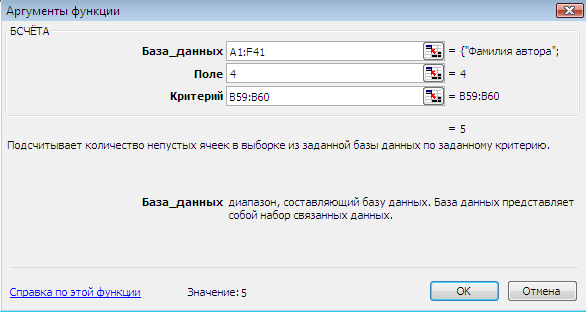 Аргументы функции
БСЧЁТА
База_данных A1:F41 = {"Фамилия автора";
Поле 4 = 4
Критерий B59:B60 = B59:B60
= 5
Подсчитывает количество непустых ячеек в выборке из заданной базы данных по заданному критерию.
База_данных диапазон, составляющий базу данных. База данных представляет
собой набор связанных данных.
Справка по этой функции Значение: 5 ОК Отмена